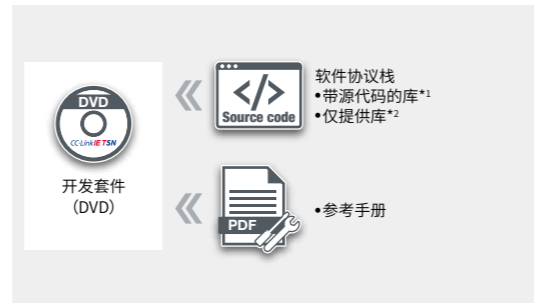 DVD
CC-Link IE TSN
开发套件
（DVD）
</>
Source code
软件协议栈
•带源代码的库*1
•仅提供库*2
PDF
•参考手册